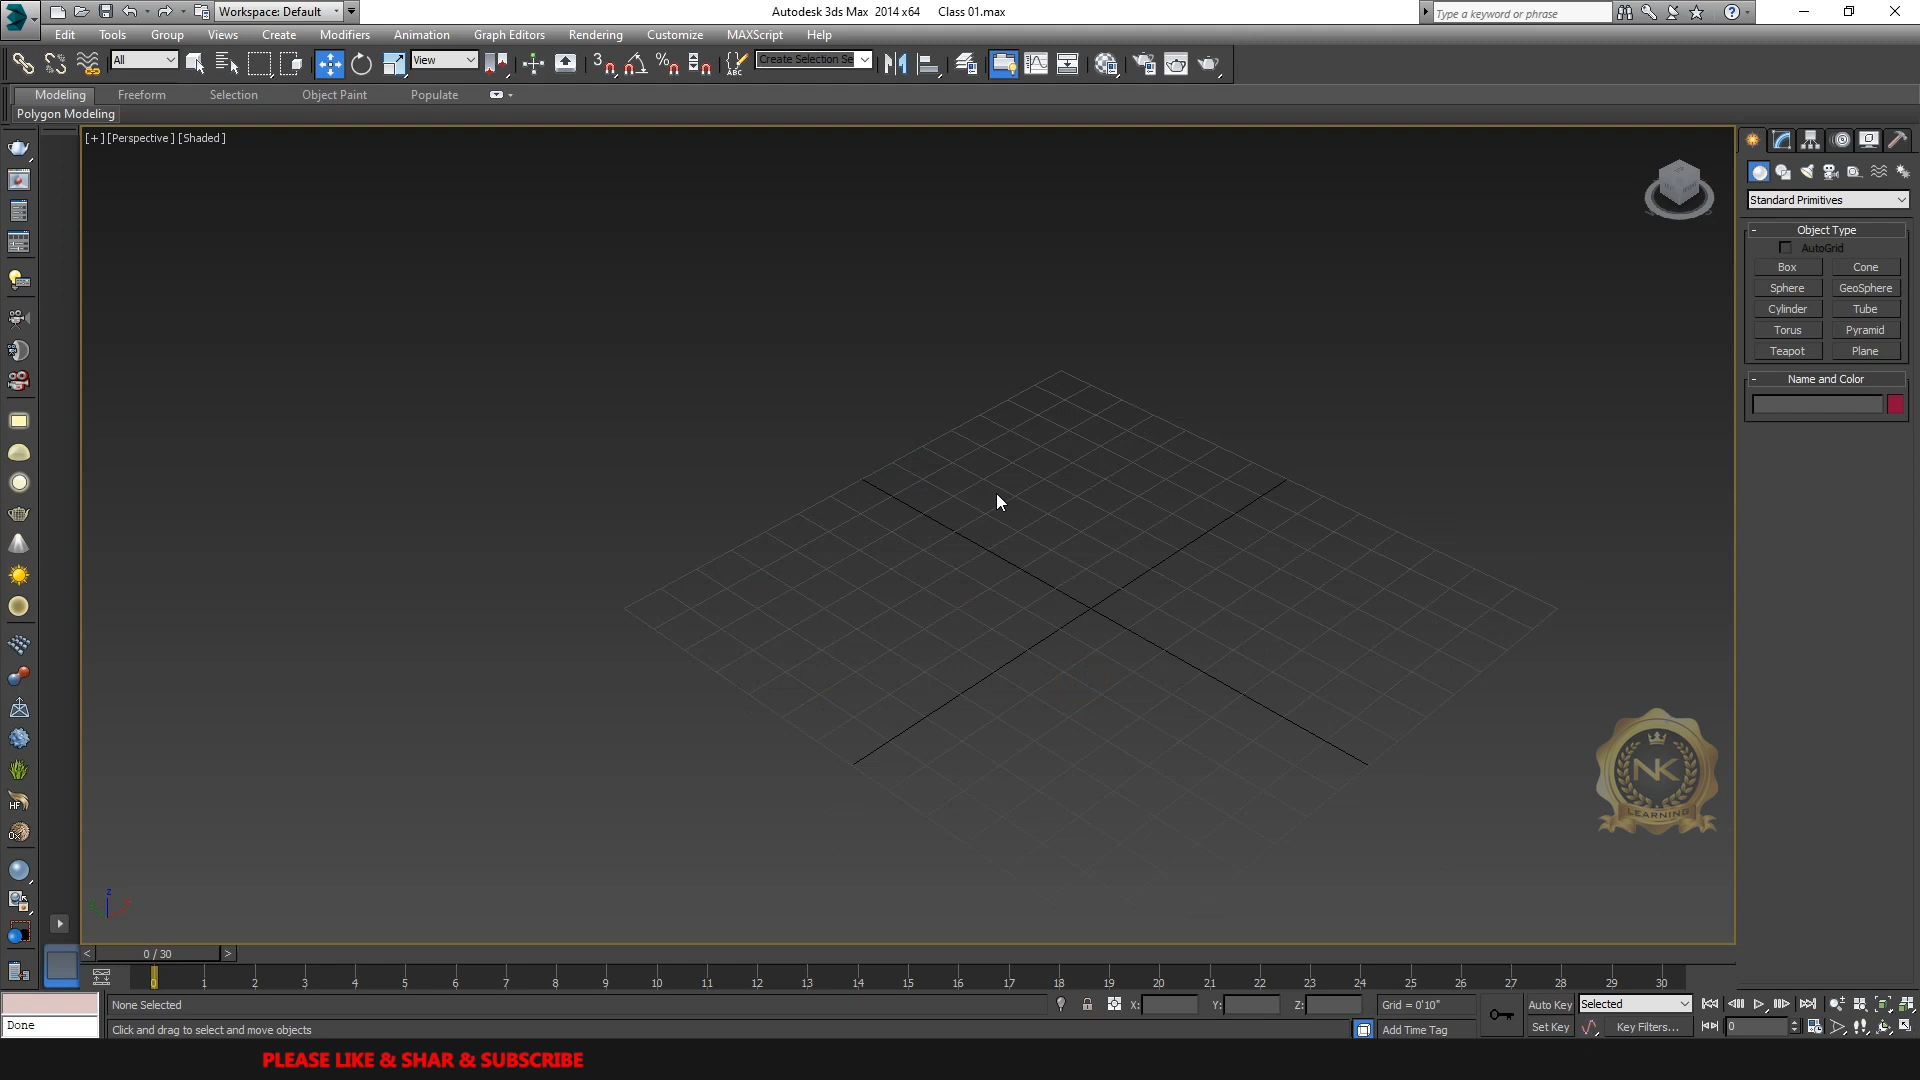 Workspace: Default
Autodesk 3ds Max 2014 x64 Class 01.max
Type a keyword or phrase
Edit Tools Group Views Create Modifiers Animation Graph Editors Rendering Customize MAXScript Help
All
View
ABC
Create Selection Se
3
%
Modeling Freeform Selection Object Paint Populate
Polygon Modeling
[+] [Perspective] [Shaded]
Standard Primitives
- Object Type
AutoGrid
Box Cone
Sphere GeoSphere
Cylinder Tube
Torus Pyramid
Teapot Plane
- Name and Color
HF
NK
LEARNING
z
< 0 / 30 >
0 1 2 3 4 5 6 7 8 9 10 11 12 13 14 15 16 17 18 19 20 21 22 23 24 25 26 27 28 29 30
None Selected X: Y: Z: Grid = 0'10" Auto Key Selected
Done Click and drag to select and move objects Add Time Tag Set Key Key Filters... 0
PLEASE LIKE & SHAR & SUBSCRIBE